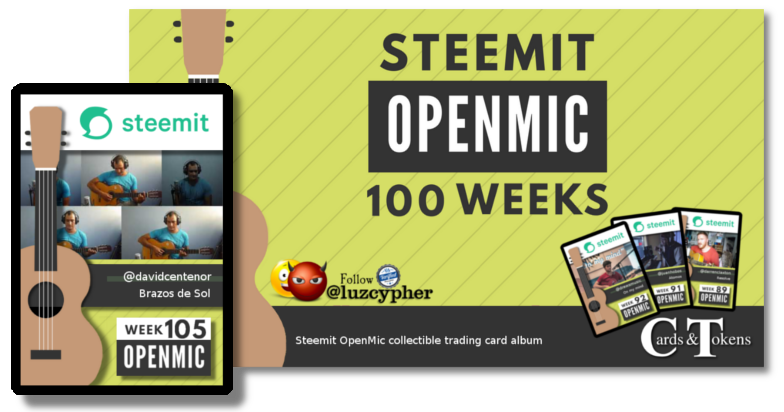 STEEMIT
OPENMIC
100 WEEKS
steemit
@davidcentenor
Brazos de Sol
WEEK 105
OPENMIC
Follow
@luzcypher
Steemit OpenMic collectible trading card album
steemit
WEEK 92
OPENMIC
steemit
WEEK 91
OPENMIC
steemit
WEEK 89
OPENMIC
Cards & Tokens